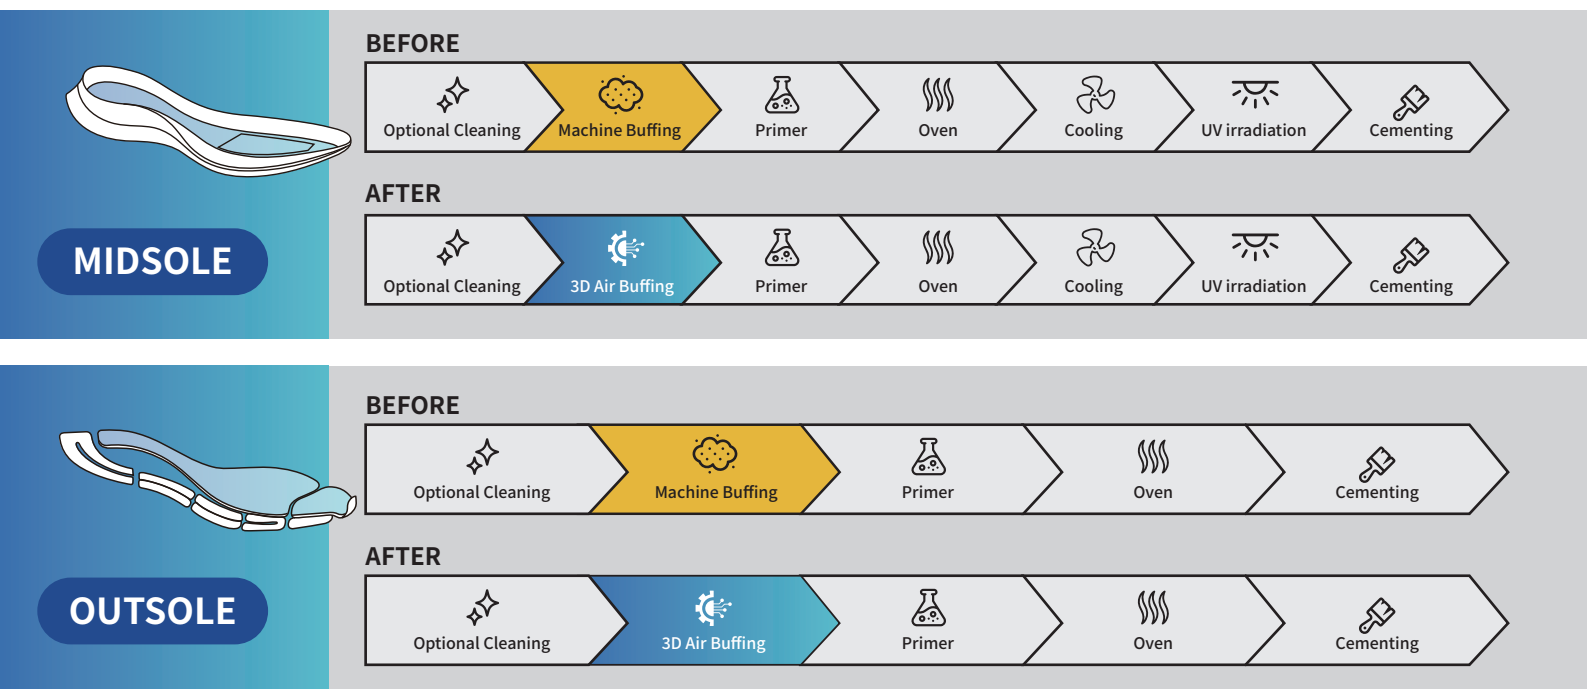 MIDSOLE
BEFORE
Optional Cleaning
Machine Buffing
Primer
Oven
Cooling
UV irradiation
Cementing
AFTER
Optional Cleaning
3D Air Buffing
Primer
Oven
Cooling
UV irradiation
Cementing
OUTSOLE
BEFORE
Optional Cleaning
Machine Buffing
Primer
Oven
Cementing
AFTER
Optional Cleaning
3D Air Buffing
Primer
Oven
Cementing